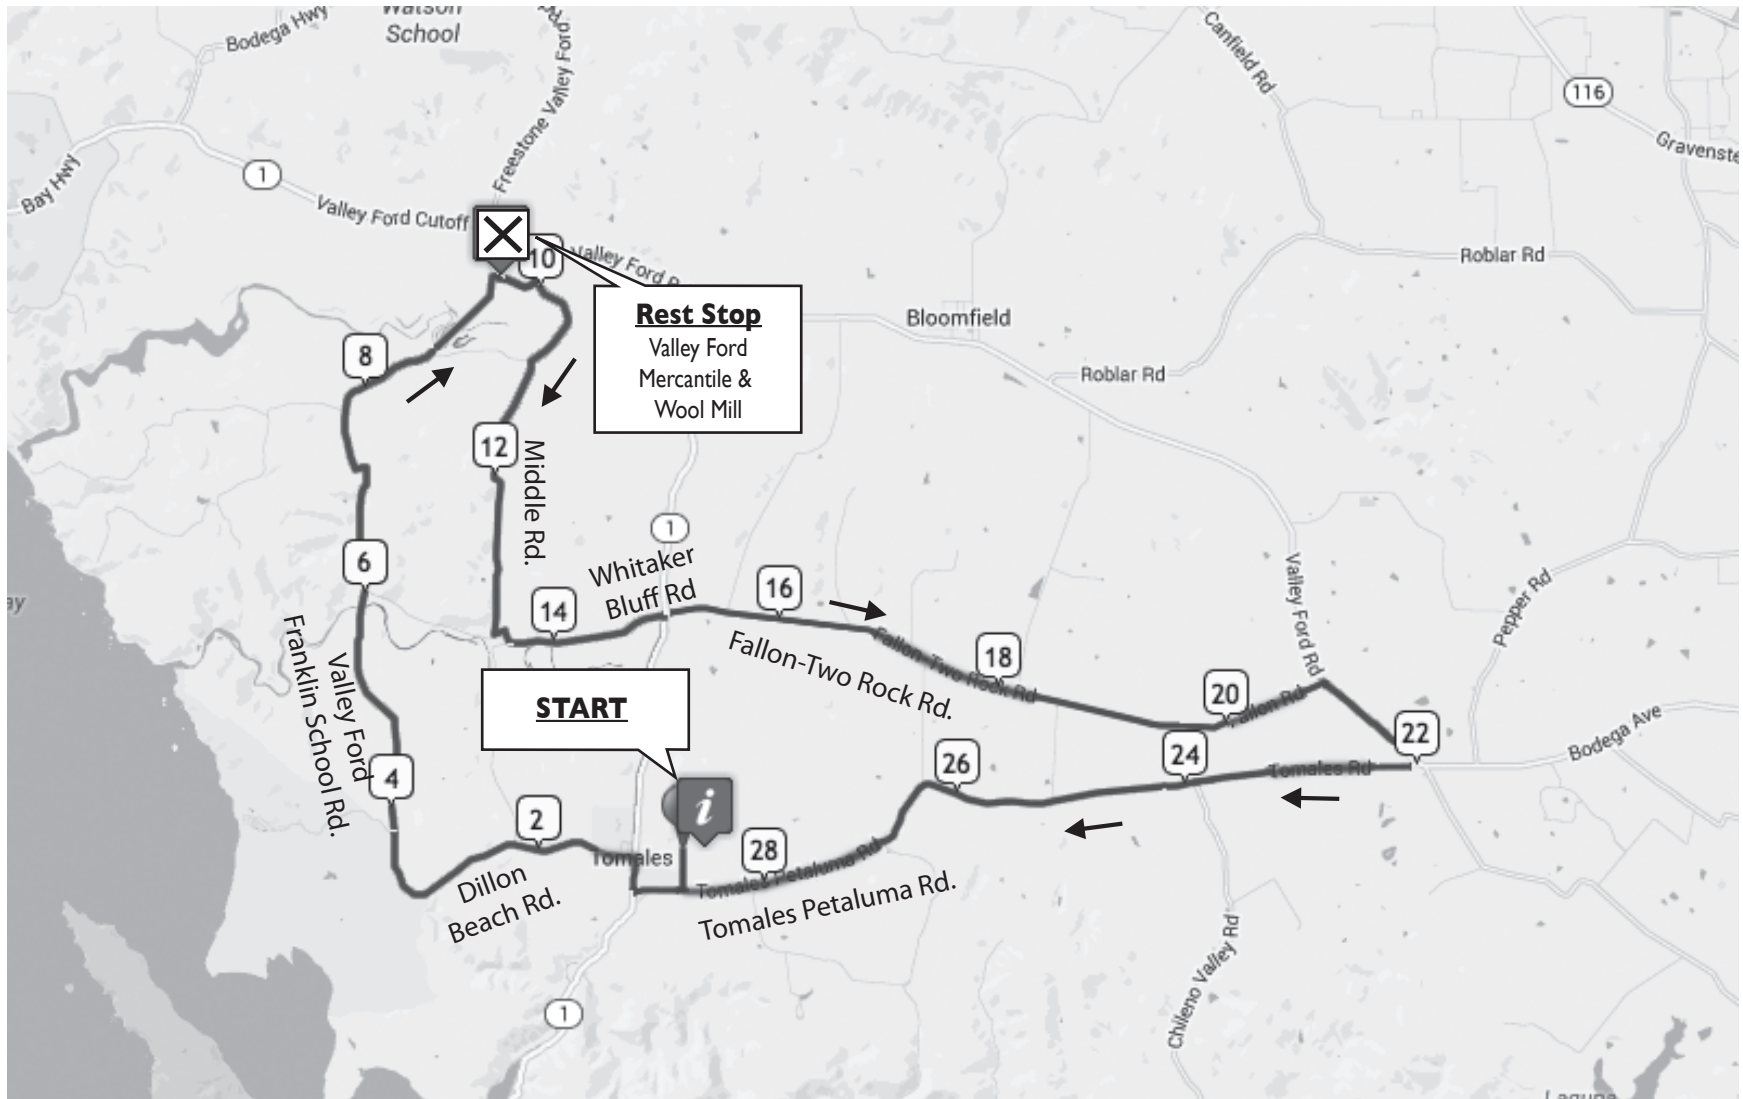 Watson
School
Bodega Hwy
Freestone Valley Ford
Canfield Rd
116
Gravenste
Bay Hwy
1
Valley Ford Cutoff
10
Valley Ford
Roblar Rd
Rest Stop
Valley Ford
Mercantile &
Wool Mill
Bloomfield
8
Roblar Rd
12
Middle Rd.
1
6
Whitaker
Bluff Rd
14
16
Valley Ford Rd
Pepper Rd
Fallon-Two Rock Rd
18
Fallon-Two Rock Rd.
20
Fallon Rd
22
Bodega Ave
Valley Ford
Franklin School Rd.
START
4
24
26
Tomales Rd
i
2
28
Tomales
Tomales Petaluma Rd
Dillon
Beach Rd.
Tomales Petaluma Rd.
Chileno Valley Rd
1
Laguna
ay